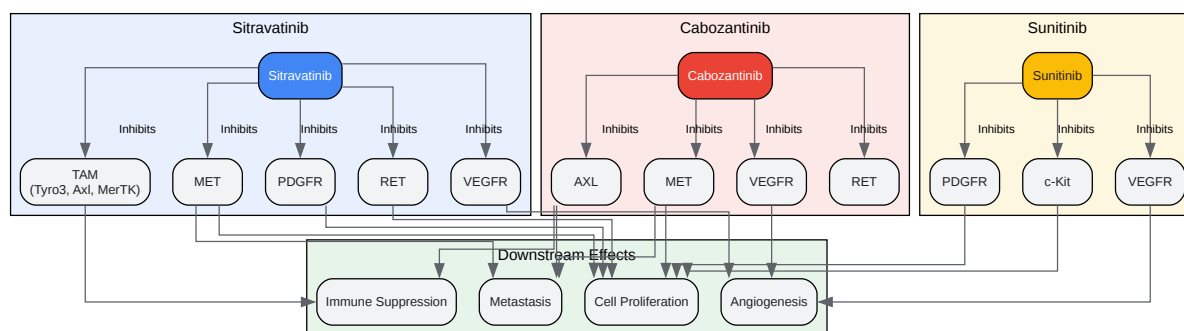 Sitravatinib
Cabozantinib
Sunitinib
Sitravatinib
Cabozantinib
Sunitinib
Inhibits
Inhibits
Inhibits
Inhibits
Inhibits
Inhibits
Inhibits
Inhibits
Inhibits
Inhibits
Inhibits
Inhibits
TAM
(Tyro3, Axl, MerTK)
MET
PDGFR
RET
VEGFR
AXL
MET
VEGFR
RET
PDGFR
c-Kit
VEGFR
Downstream Effects
Immune Suppression
Metastasis
Cell Proliferation
Angiogenesis